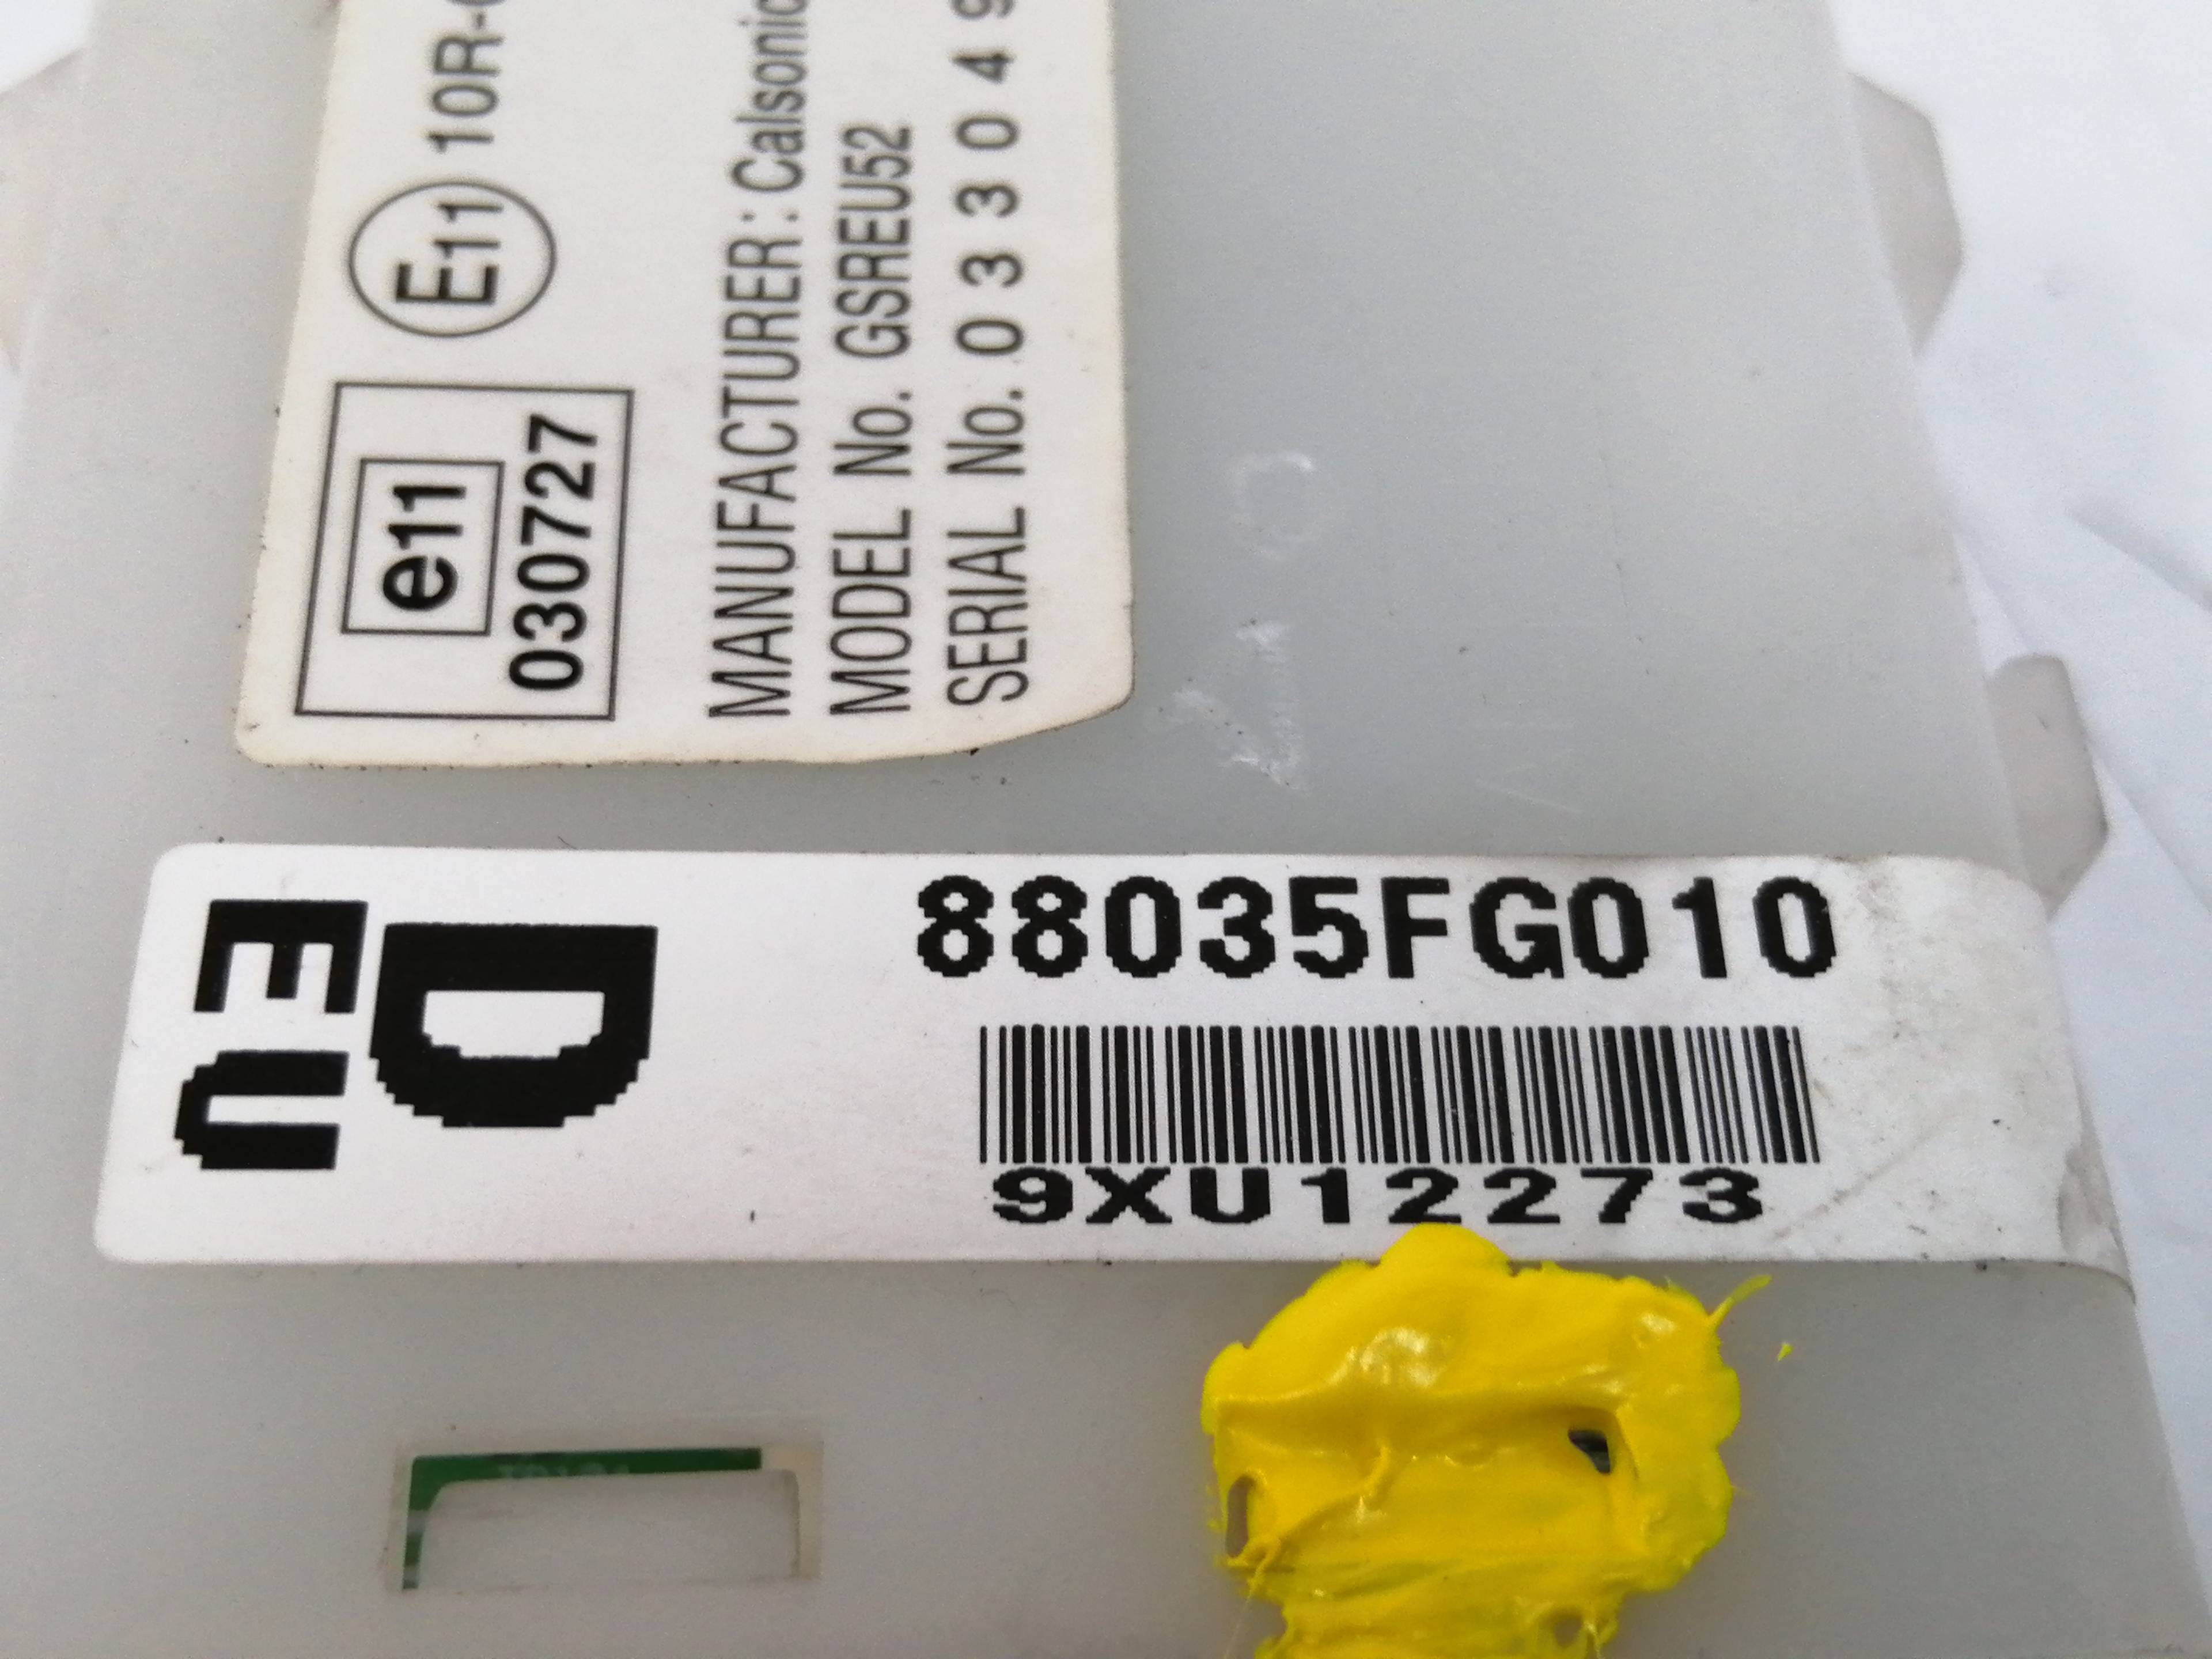 E11 10R-0
e11
030727
MANUFACTURER: Calsonic
MODEL No. GSREU52
SERIAL No. 0 3 3 0 4 9
EU
D
88035FG010
9XU12273